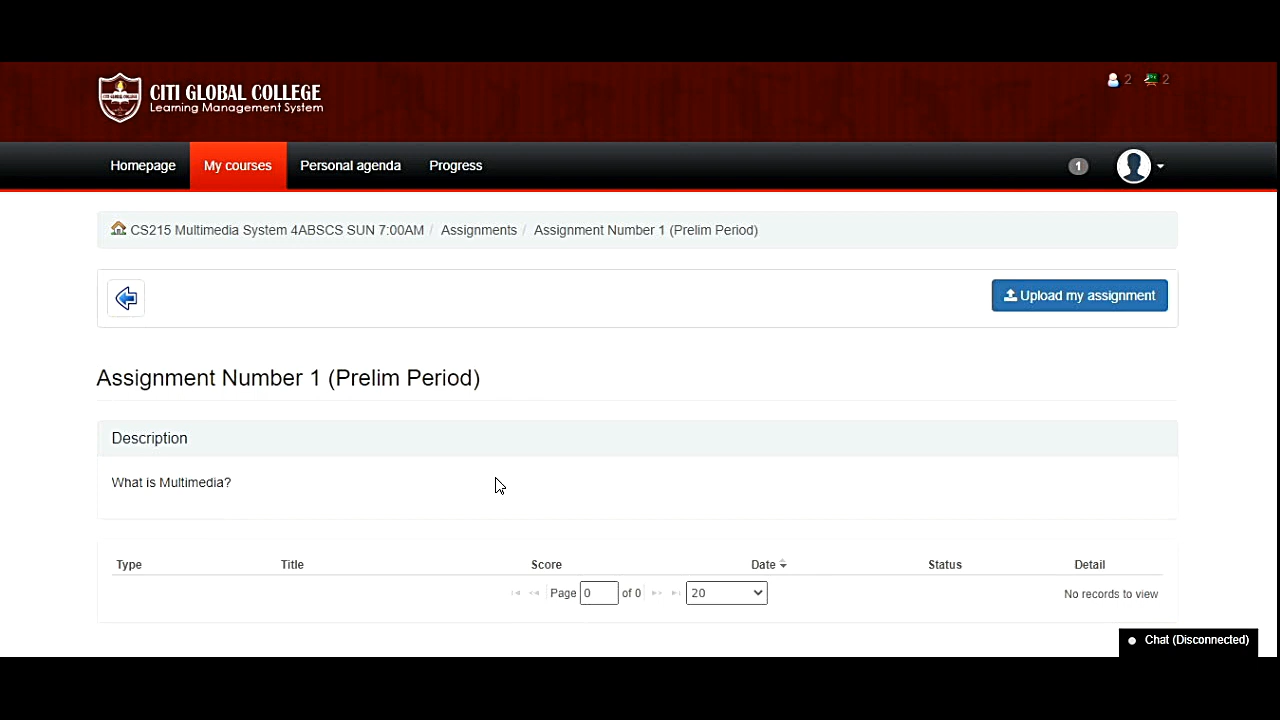 CITI GLOBAL COLLEGE
Learning Management System
2 2
Homepage My courses Personal agenda Progress 1
CS215 Multimedia System 4ABSCS SUN 7:00AM / Assignments / Assignment Number 1 (Prelim Period)
Upload my assignment
Assignment Number 1 (Prelim Period)
Description
What is Multimedia?
Type Title Score Date Status Detail
Page 0 of 0 20 No records to view
Chat (Disconnected)